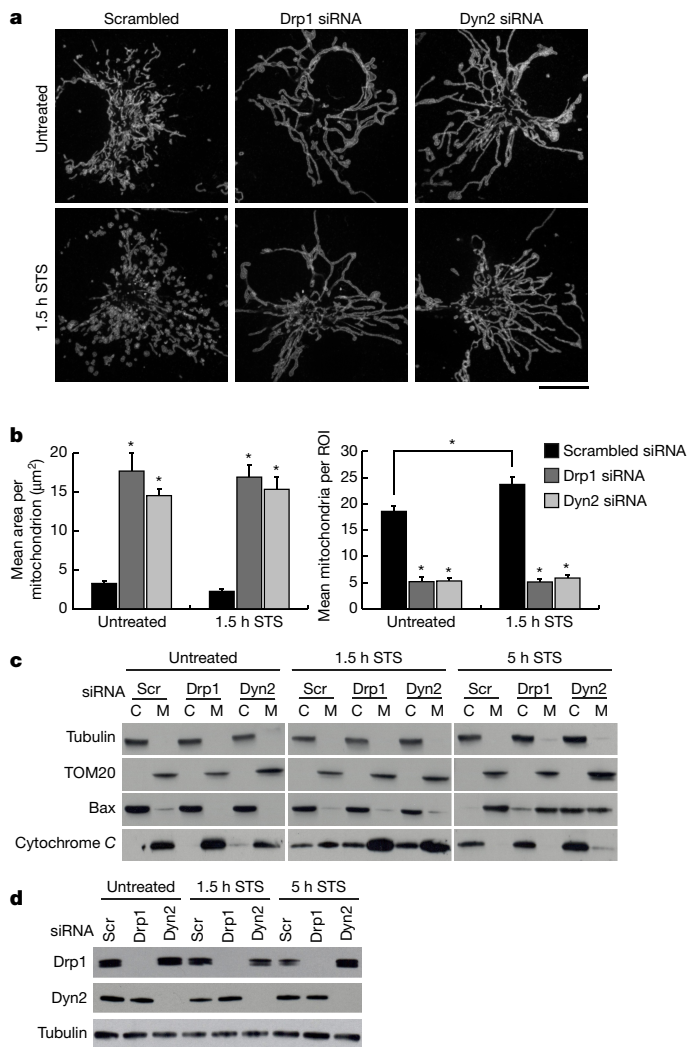 a
Scrambled Drp1 siRNA Dyn2 siRNA
Untreated
1.5 h STS
b
Mean area per mitochondrion (μm²)
20
15
10
5
0
* * * *
Untreated 1.5 h STS
Mean mitochondria per ROI
30
25
20
15
10
5
0
*
* * * *
Untreated 1.5 h STS
Scrambled siRNA
Drp1 siRNA
Dyn2 siRNA
c
Untreated 1.5 h STS 5 h STS
siRNA Scr Drp1 Dyn2 Scr Drp1 Dyn2 Scr Drp1 Dyn2
C M C M C M C M C M C M C M C M C M
Tubulin
TOM20
Bax
Cytochrome C
d
Untreated 1.5 h STS 5 h STS
siRNA Scr Drp1 Dyn2 Scr Drp1 Dyn2 Scr Drp1 Dyn2
Drp1
Dyn2
Tubulin